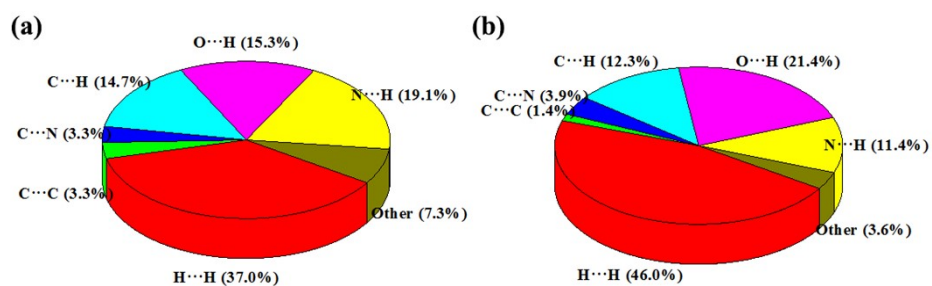 (a)
O···H (15.3%)
C···H (14.7%)
N···H (19.1%)
C···N (3.3%)
C···C (3.3%)
Other (7.3%)
H···H (37.0%)
(b)
C···H (12.3%)
O···H (21.4%)
C···N (3.9%)
C···C (1.4%)
N···H (11.4%)
Other (3.6%)
H···H (46.0%)